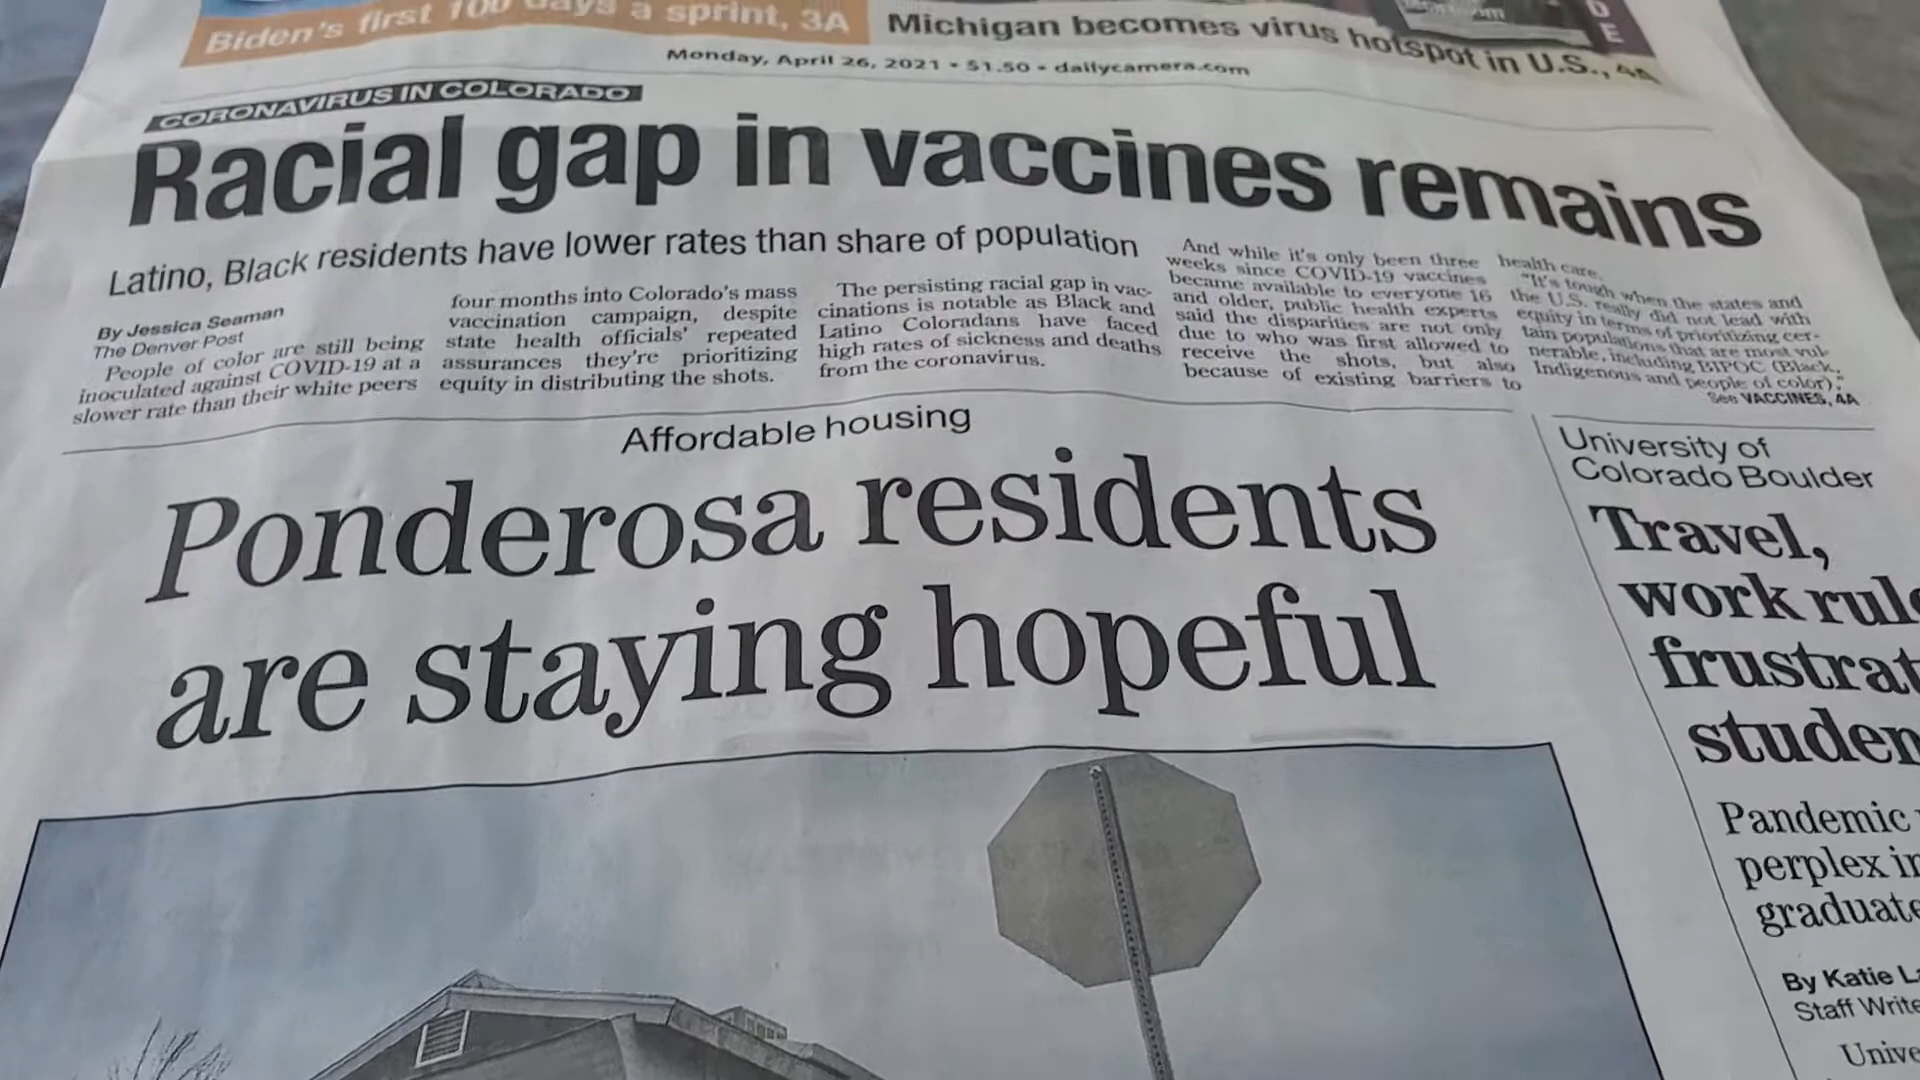 Biden's first 100 days a sprint, 3A
Michigan becomes virus hotspot in U.S., 4A
Monday, April 26, 2021 • $1.50 • dailycamera.com
CORONAVIRUS IN COLORADO
Racial gap in vaccines remains
Latino, Black residents have lower rates than share of population
By Jessica Seaman
The Denver Post
People of color are still being
inoculated against COVID-19 at a
slower rate than their white peers
four months into Colorado's mass
vaccination campaign, despite
state health officials' repeated
assurances they're prioritizing
equity in distributing the shots.
The persisting racial gap in vac-
cinations is notable as Black and
Latino Coloradans have faced
high rates of sickness and deaths
from the coronavirus.
And while it's only been three
weeks since COVID-19 vaccines
became available to everyone 16
and older, public health experts
said the disparities are not only
due to who was first allowed to
receive the shots, but also
because of existing barriers to
health care.
"It's tough when the states and
the U.S. really did not lead with
equity in terms of prioritizing cer-
tain populations that are most vul-
nerable, including BIPOC (Black,
Indigenous and people of color),"
See VACCINES, 4A
Affordable housing
Ponderosa residents
are staying hopeful
University of
Colorado Boulder
Travel,
work
Pandemic
perplex
By Katie
Staff